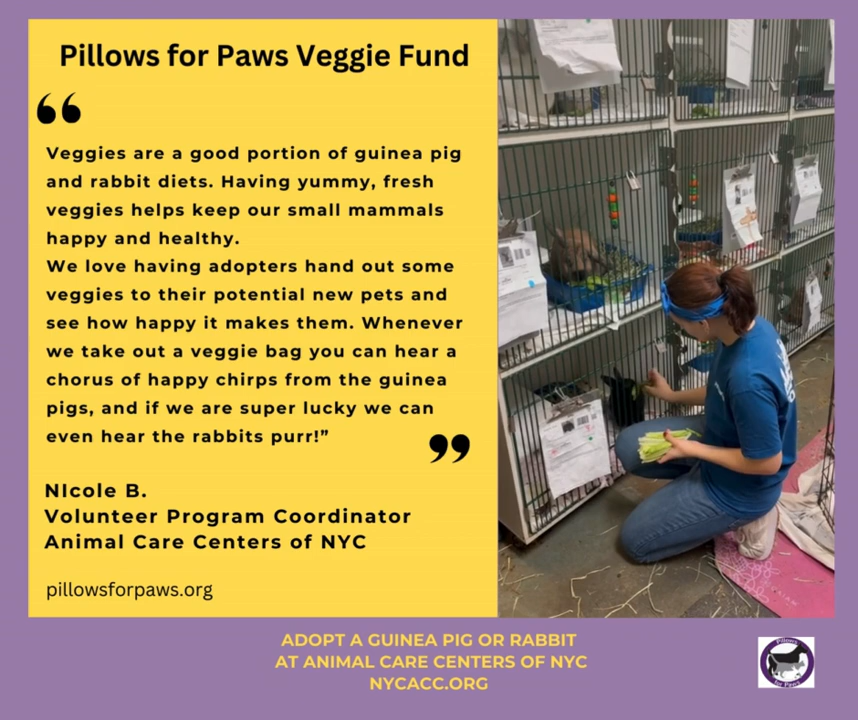 Pillows for Paws Veggie Fund
“
Veggies are a good portion of guinea pig
and rabbit diets. Having yummy, fresh
veggies helps keep our small mammals
happy and healthy.
We love having adopters hand out some
veggies to their potential new pets and
see how happy it makes them. Whenever
we take out a veggie bag you can hear a
chorus of happy chirps from the guinea
pigs, and if we are super lucky we can
even hear the rabbits purr!”
”
NIcole B.
Volunteer Program Coordinator
Animal Care Centers of NYC
pillowsforpaws.org
ADOPT A GUINEA PIG OR RABBIT
AT ANIMAL CARE CENTERS OF NYC
NYCACC.ORG
Pillows
for Paws